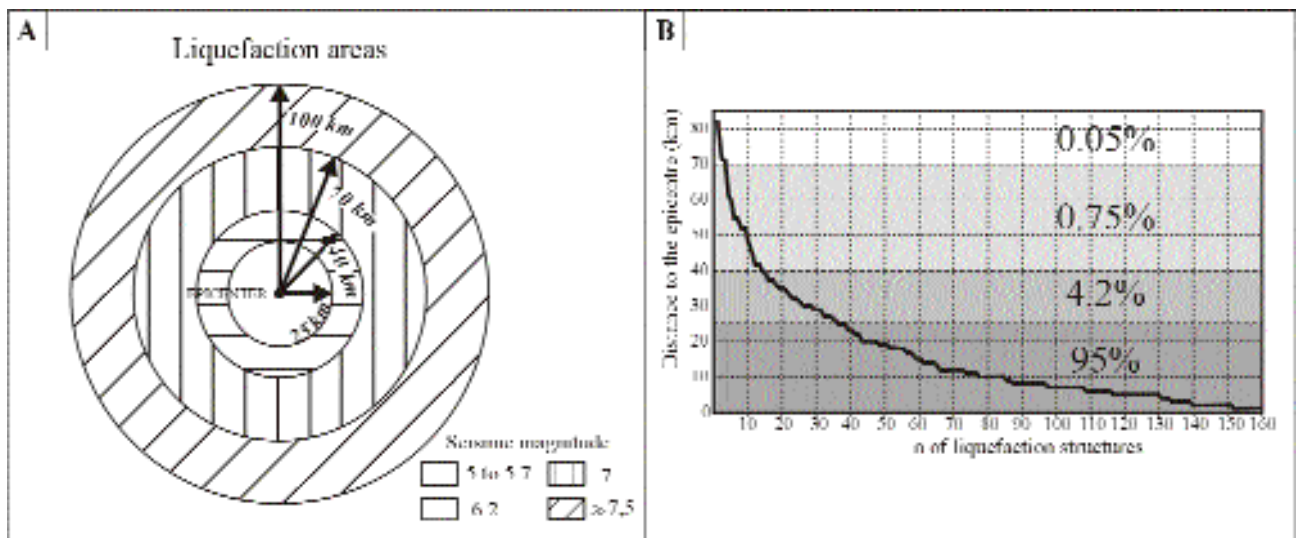 A
Liquefaction areas
100 km
70 km
40 km
25km
EPICENTER
Seismic magnitude
5 to 5.7
7
6.2
≥7,5
B
Distance to the epicentre (km)
80
70
60
50
40
30
20
10
0
0.05%
0.75%
4.2%
95%
10 20 30 40 50 60 70 80 90 100 110 120 130 140 150 160
n of liquefaction structures